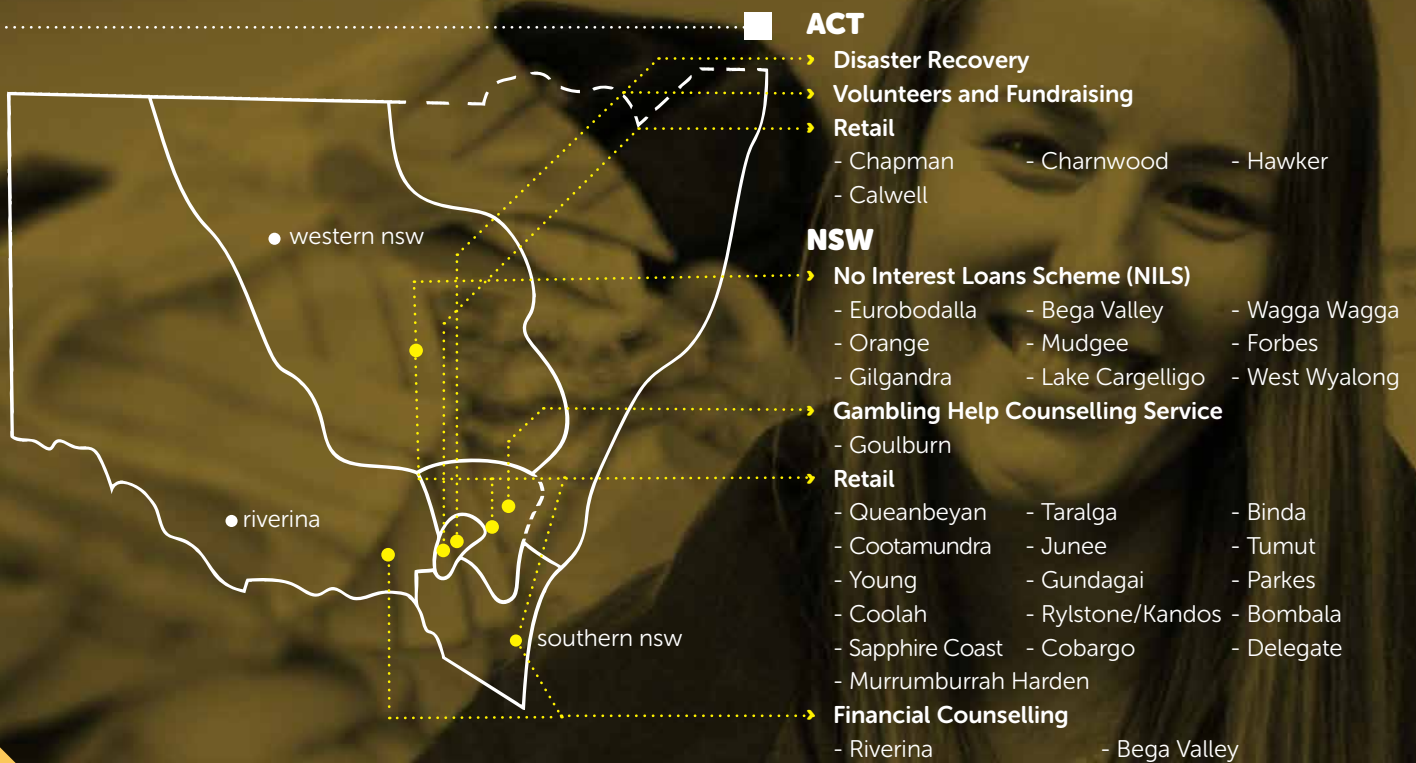 ACT
Disaster Recovery
Volunteers and Fundraising
Retail
- Chapman - Charnwood - Hawker
- Calwell
NSW
No Interest Loans Scheme (NILS)
- Eurobodalla - Bega Valley - Wagga Wagga
- Orange - Mudgee - Forbes
- Gilgandra - Lake Cargelligo - West Wyalong
Gambling Help Counselling Service
- Goulburn
Retail
- Queanbeyan - Taralga - Binda
- Cootamundra - Junee - Tumut
- Young - Gundagai - Parkes
- Coolah - Rylstone/Kandos - Bombala
- Sapphire Coast - Cobargo - Delegate
- Murrumburrah Harden
Financial Counselling
- Riverina - Bega Valley
western nsw
riverina
southern nsw